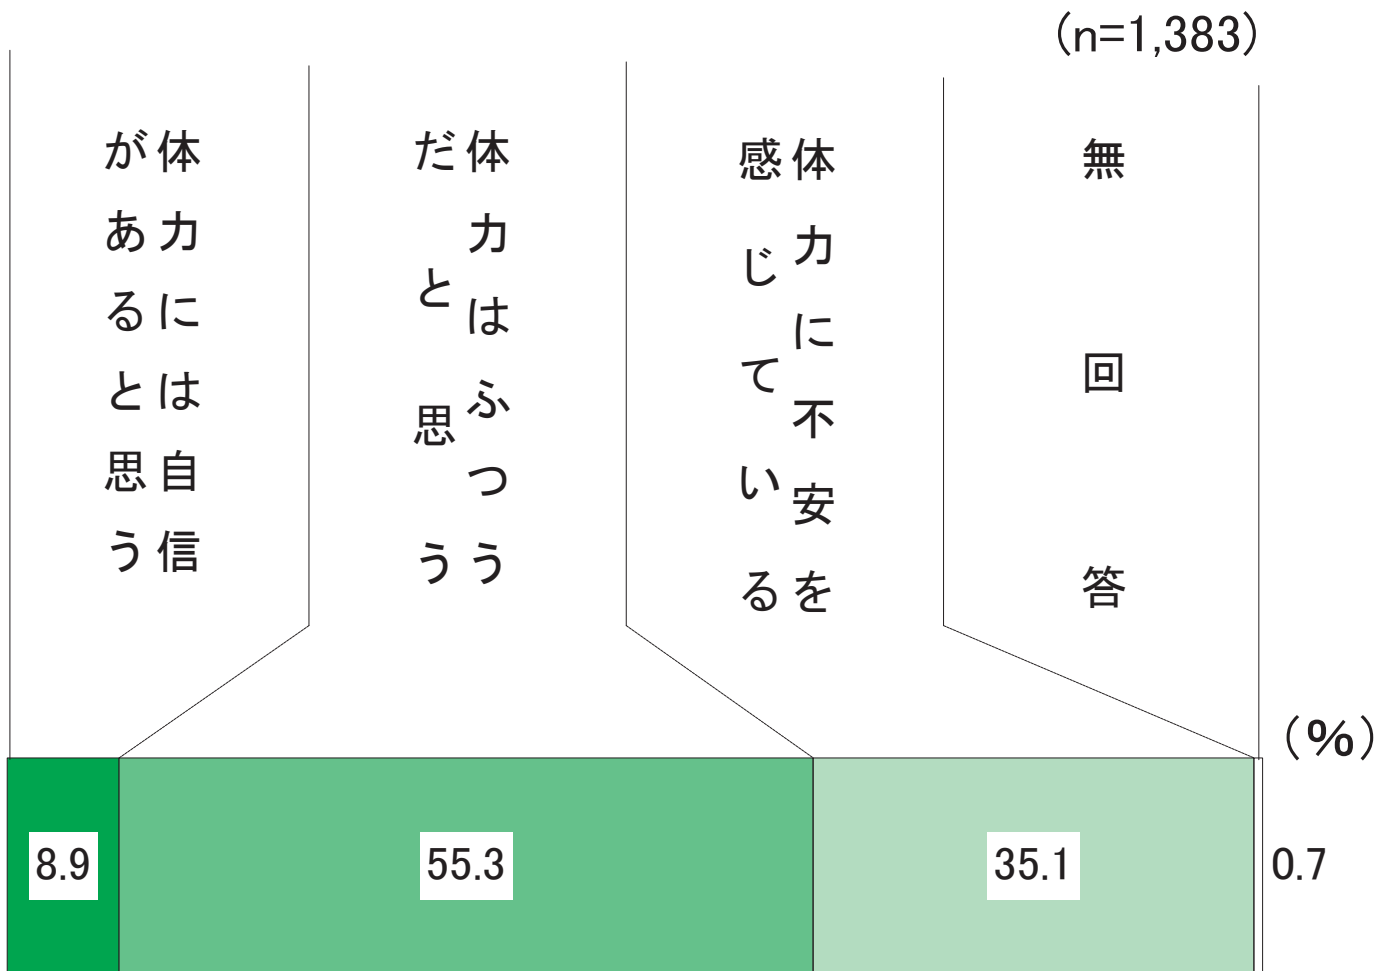 (n=1,383)
体力には自信
があると思う
体力はふつう
だと思う
体力に不安を
感じている
無回答
(%)
8.9
55.3
35.1
0.7